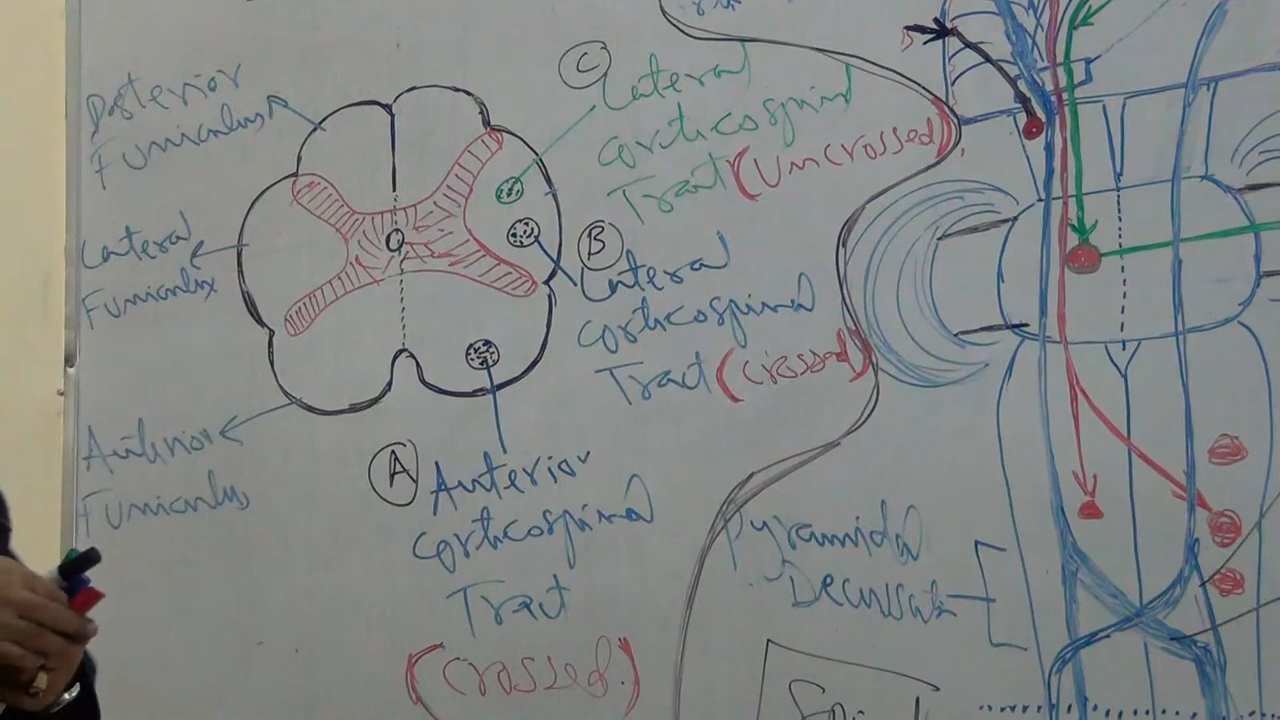 Posterior
Funiculus
Lateral
Funiculus
Anterior
Funiculus
C
Lateral
corticospinal
Tract (Uncrossed)
B
Lateral
corticospinal
Tract (crossed)
A
Anterior
corticospinal
Tract
(crossed.)
Pyramidal
Decussatn